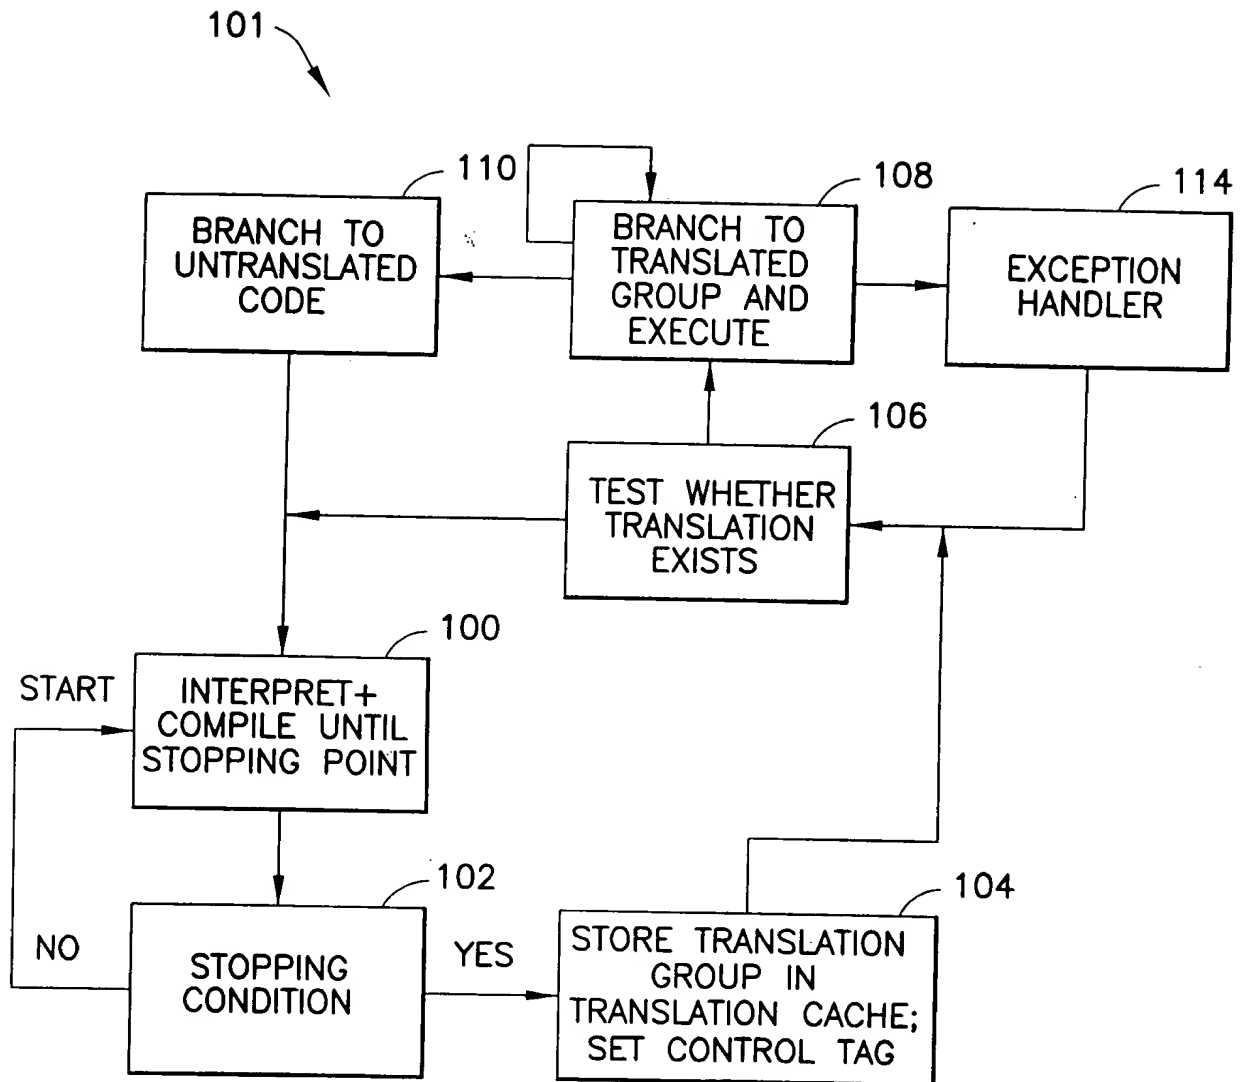 101
110
BRANCH TO
UNTRANSLATED
CODE
108
BRANCH TO
TRANSLATED
GROUP AND
EXECUTE
114
EXCEPTION
HANDLER
106
TEST WHETHER
TRANSLATION
EXISTS
100
START
INTERPRET+
COMPILE UNTIL
STOPPING POINT
102
NO
STOPPING
CONDITION
YES
104
STORE TRANSLATION
GROUP IN
TRANSLATION CACHE;
SET CONTROL TAG